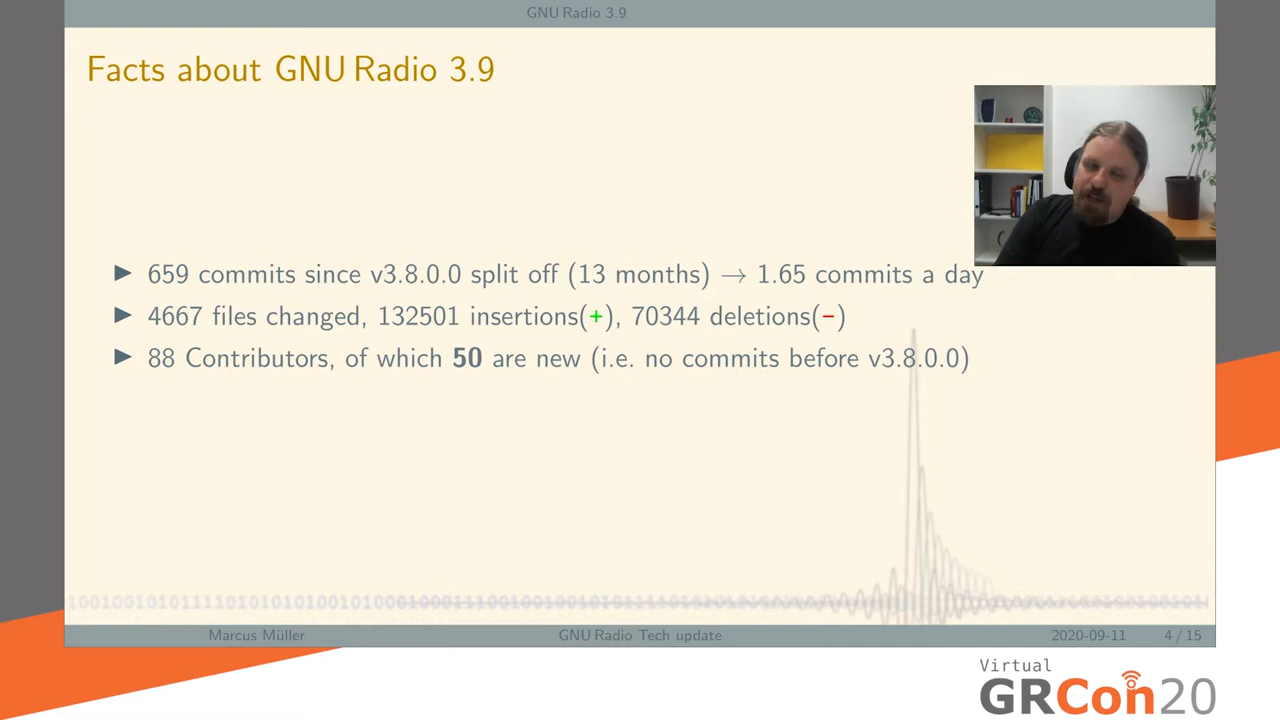 GNU Radio 3.9
Facts about GNU Radio 3.9
▶ 659 commits since v3.8.0.0 split off (13 months) → 1.65 commits a day
▶ 4667 files changed, 132501 insertions(+), 70344 deletions(-)
▶ 88 Contributors, of which 50 are new (i.e. no commits before v3.8.0.0)
Marcus Müller GNU Radio Tech update 2020-09-11 4 / 15
Virtual
GRCon20